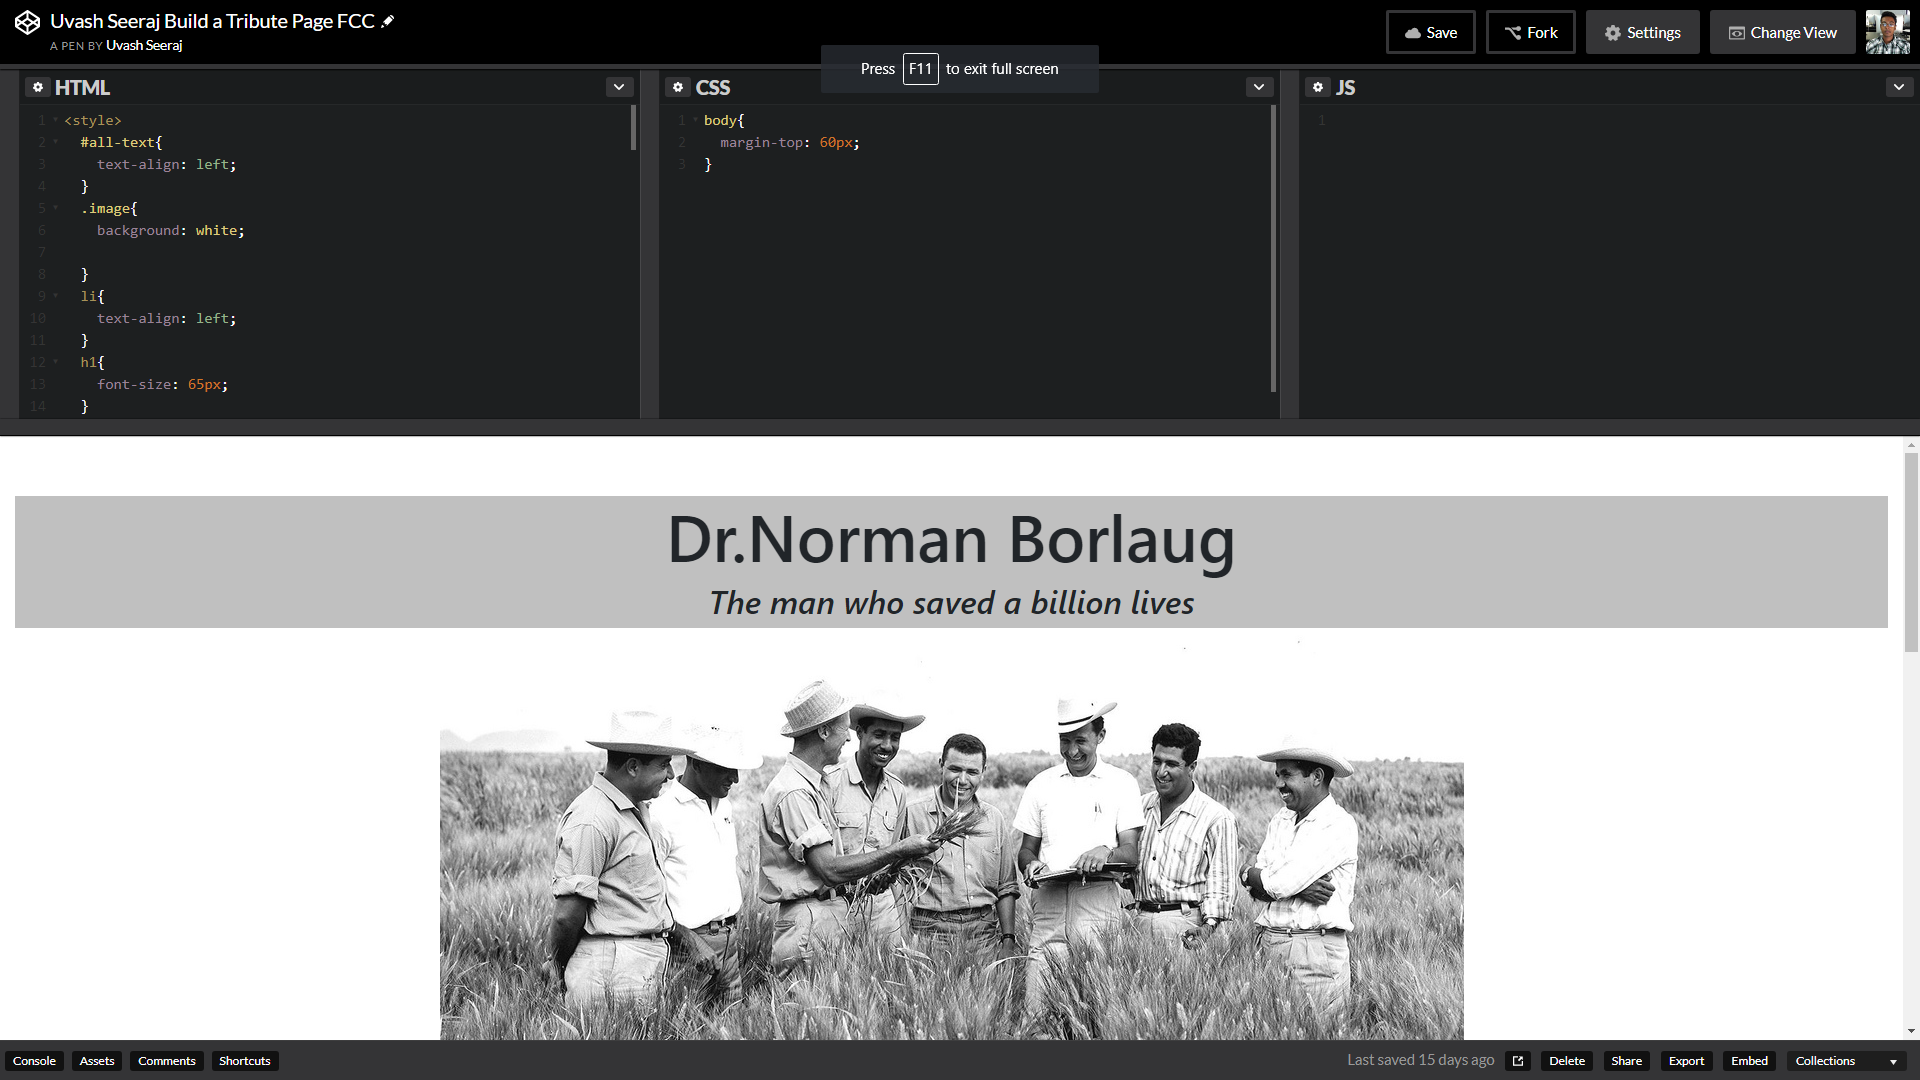 Uvash Seeraj Build a Tribute Page FCC
A PEN BY Uvash Seeraj
Save
Fork
Settings
Change View
Press F11 to exit full screen
HTML
1 <style>
2 #all-text{
3 text-align: left;
4 }
5 .image{
6 background: white;
7
8 }
9 li{
10 text-align: left;
11 }
12 h1{
13 font-size: 65px;
14 }
CSS
1 body{
2 margin-top: 60px;
3 }
JS
1
Dr.Norman Borlaug
The man who saved a billion lives
Console
Assets
Comments
Shortcuts
Last saved 15 days ago
Delete
Share
Export
Embed
Collections